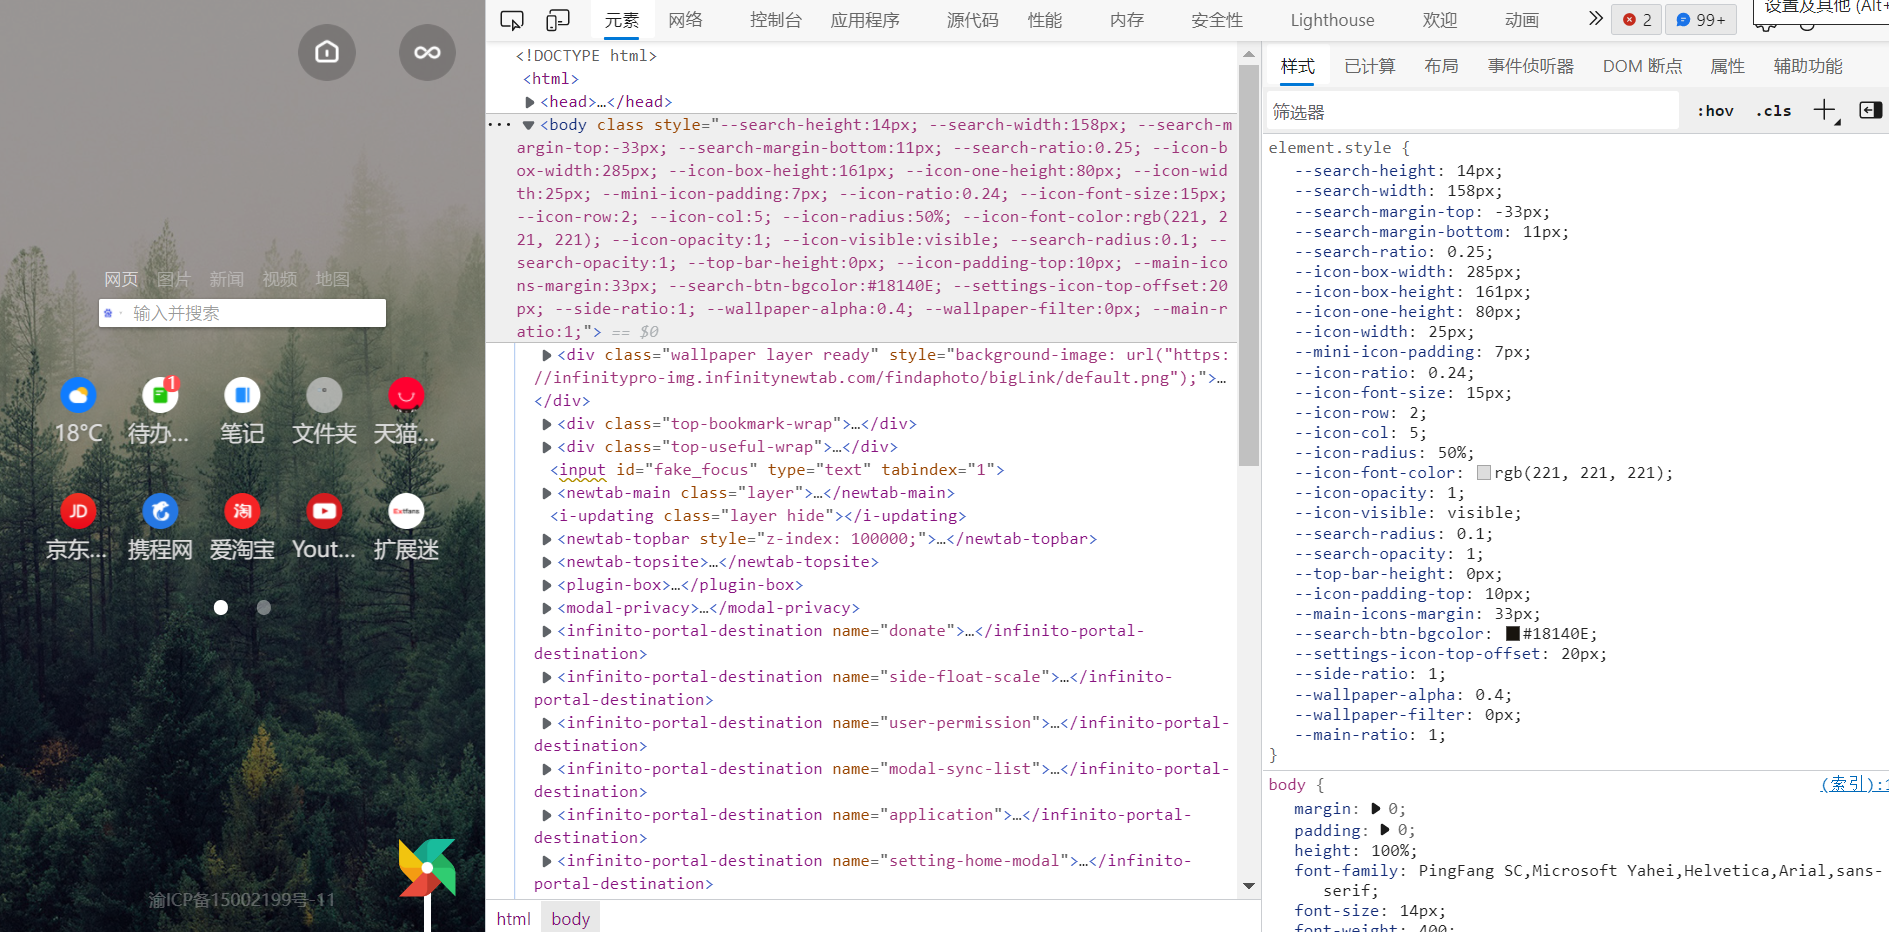 网页 图片 新闻 视频 地图
输入并搜索
1
18°C 待办... 笔记 文件夹 天猫...
JD 淘 Extfans
京东... 携程网 爱淘宝 Yout... 扩展迷
渝ICP备15002199号-11
元素 网络 控制台 应用程序 源代码 性能 内存 安全性 Lighthouse 欢迎 动画 2 99+
设置及其他 (Alt+
<!DOCTYPE html>
<html>
<head>…</head>
··· <body class style="--search-height:14px; --search-width:158px; --search-m
argin-top:-33px; --search-margin-bottom:11px; --search-ratio:0.25; --icon-b
ox-width:285px; --icon-box-height:161px; --icon-one-height:80px; --icon-wid
th:25px; --mini-icon-padding:7px; --icon-ratio:0.24; --icon-font-size:15px;
--icon-row:2; --icon-col:5; --icon-radius:50%; --icon-font-color:rgb(221, 2
21, 221); --icon-opacity:1; --icon-visible:visible; --search-radius:0.1; --
search-opacity:1; --top-bar-height:0px; --icon-padding-top:10px; --main-ico
ns-margin:33px; --search-btn-bgcolor:#18140E; --settings-icon-top-offset:20
px; --side-ratio:1; --wallpaper-alpha:0.4; --wallpaper-filter:0px; --main-r
atio:1;"> == $0
<div class="wallpaper layer ready" style="background-image: url("https:
//infinitypro-img.infinitynewtab.com/findaphoto/bigLink/default.png");">…
</div>
<div class="top-bookmark-wrap">…</div>
<div class="top-useful-wrap">…</div>
<input id="fake_focus" type="text" tabindex="1">
<newtab-main class="layer">…</newtab-main>
<i-updating class="layer hide"></i-updating>
<newtab-topbar style="z-index: 100000;">…</newtab-topbar>
<newtab-topsite>…</newtab-topsite>
<plugin-box>…</plugin-box>
<modal-privacy>…</modal-privacy>
<infinito-portal-destination name="donate">…</infinito-portal-
destination>
<infinito-portal-destination name="side-float-scale">…</infinito-
portal-destination>
<infinito-portal-destination name="user-permission">…</infinito-portal-
destination>
<infinito-portal-destination name="modal-sync-list">…</infinito-portal-
destination>
<infinito-portal-destination name="application">…</infinito-portal-
destination>
<infinito-portal-destination name="setting-home-modal">…</infinito-
portal-destination>
html body
样式 已计算 布局 事件侦听器 DOM 断点 属性 辅助功能
筛选器 :hov .cls
element.style {
--search-height: 14px;
--search-width: 158px;
--search-margin-top: -33px;
--search-margin-bottom: 11px;
--search-ratio: 0.25;
--icon-box-width: 285px;
--icon-box-height: 161px;
--icon-one-height: 80px;
--icon-width: 25px;
--mini-icon-padding: 7px;
--icon-ratio: 0.24;
--icon-font-size: 15px;
--icon-row: 2;
--icon-col: 5;
--icon-radius: 50%;
--icon-font-color: rgb(221, 221, 221);
--icon-opacity: 1;
--icon-visible: visible;
--search-radius: 0.1;
--search-opacity: 1;
--top-bar-height: 0px;
--icon-padding-top: 10px;
--main-icons-margin: 33px;
--search-btn-bgcolor: #18140E;
--settings-icon-top-offset: 20px;
--side-ratio: 1;
--wallpaper-alpha: 0.4;
--wallpaper-filter: 0px;
--main-ratio: 1;
}
body { (索引):1
margin: 0;
padding: 0;
height: 100%;
font-family: PingFang SC,Microsoft Yahei,Helvetica,Arial,sans-
serif;
font-size: 14px;
font-weight: 400;